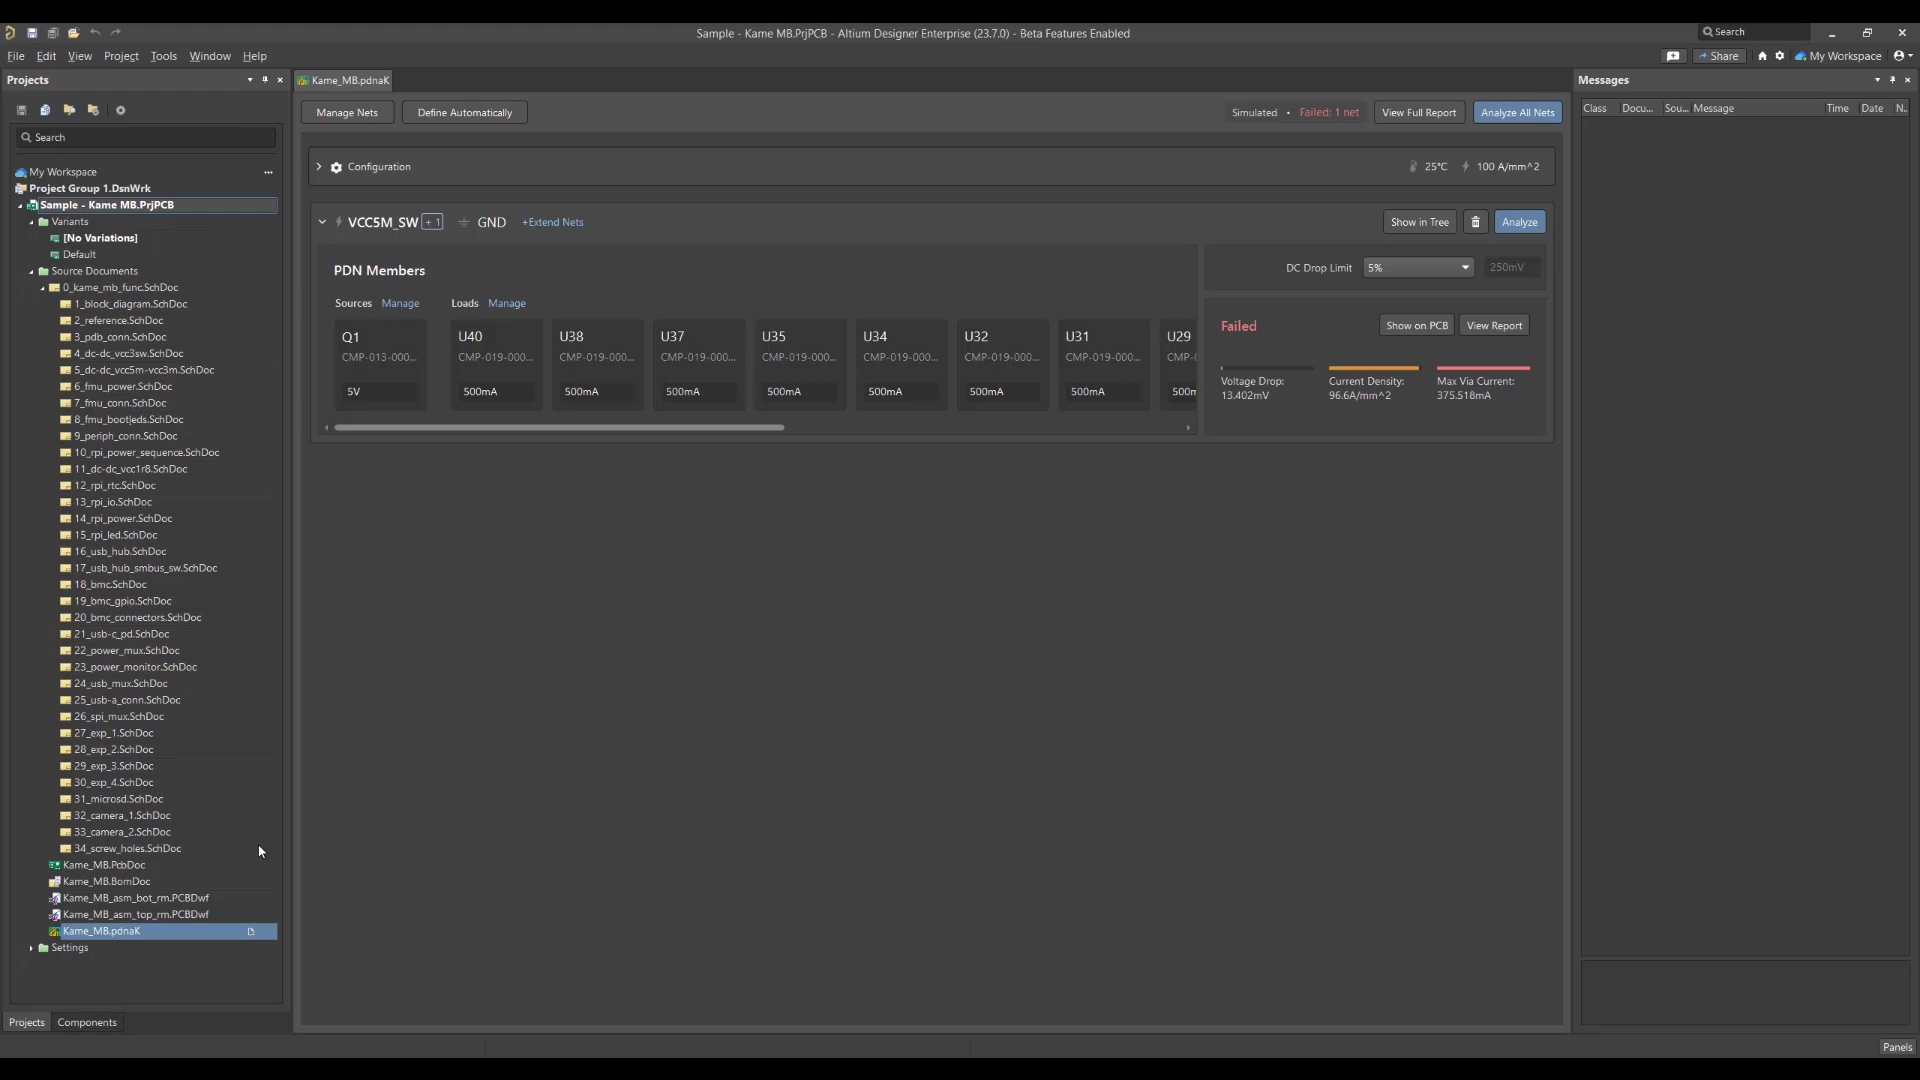 Sample - Kame MB.PrjPCB - Altium Designer Enterprise (23.7.0) - Beta Features Enabled
Search
File Edit View Project Tools Window Help
Share
My Workspace
Projects
Kame_MB.pdnaK
Messages
Manage Nets
Define Automatically
Simulated • Failed: 1 net
View Full Report
Analyze All Nets
Class Docu... Sou... Message Time Date N..
Search
Configuration
25°C
100 A/mm^2
My Workspace
Project Group 1.DsnWrk
Sample - Kame MB.PrjPCB
Variants
[No Variations]
Default
Source Documents
0_kame_mb_func.SchDoc
1_block_diagram.SchDoc
2_reference.SchDoc
3_pdb_conn.SchDoc
4_dc-dc_vcc3sw.SchDoc
5_dc-dc_vcc5m-vcc3m.SchDoc
6_fmu_power.SchDoc
7_fmu_conn.SchDoc
8_fmu_bootleds.SchDoc
9_periph_conn.SchDoc
10_rpi_power_sequence.SchDoc
11_dc-dc_vcc1r8.SchDoc
12_rpi_rtc.SchDoc
13_rpi_io.SchDoc
14_rpi_power.SchDoc
15_rpi_led.SchDoc
16_usb_hub.SchDoc
17_usb_hub_smbus_sw.SchDoc
18_bmc.SchDoc
19_bmc_gpio.SchDoc
20_bmc_connectors.SchDoc
21_usb-c_pd.SchDoc
22_power_mux.SchDoc
23_power_monitor.SchDoc
24_usb_mux.SchDoc
25_usb-a_conn.SchDoc
26_spi_mux.SchDoc
27_exp_1.SchDoc
28_exp_2.SchDoc
29_exp_3.SchDoc
30_exp_4.SchDoc
31_microsd.SchDoc
32_camera_1.SchDoc
33_camera_2.SchDoc
34_screw_holes.SchDoc
Kame_MB.PcbDoc
Kame_MB.BomDoc
Kame_MB_asm_bot_rm.PCBDwf
Kame_MB_asm_top_rm.PCBDwf
Kame_MB.pdnaK
Settings
VCC5M_SW + 1 GND +Extend Nets
Show in Tree
Analyze
PDN Members
Sources Manage
Loads Manage
Q1 U40 U38 U37 U35 U34 U32 U31 U29
CMP-013-000... CMP-019-000... CMP-019-000... CMP-019-000... CMP-019-000... CMP-019-000... CMP-019-000... CMP-019-000... CMP-(
5V 500mA 500mA 500mA 500mA 500mA 500mA 500mA 500m
DC Drop Limit 5% 250mV
Failed
Show on PCB
View Report
Voltage Drop: Current Density: Max Via Current:
13.402mV 96.6A/mm^2 375.518mA
Projects Components
Panels